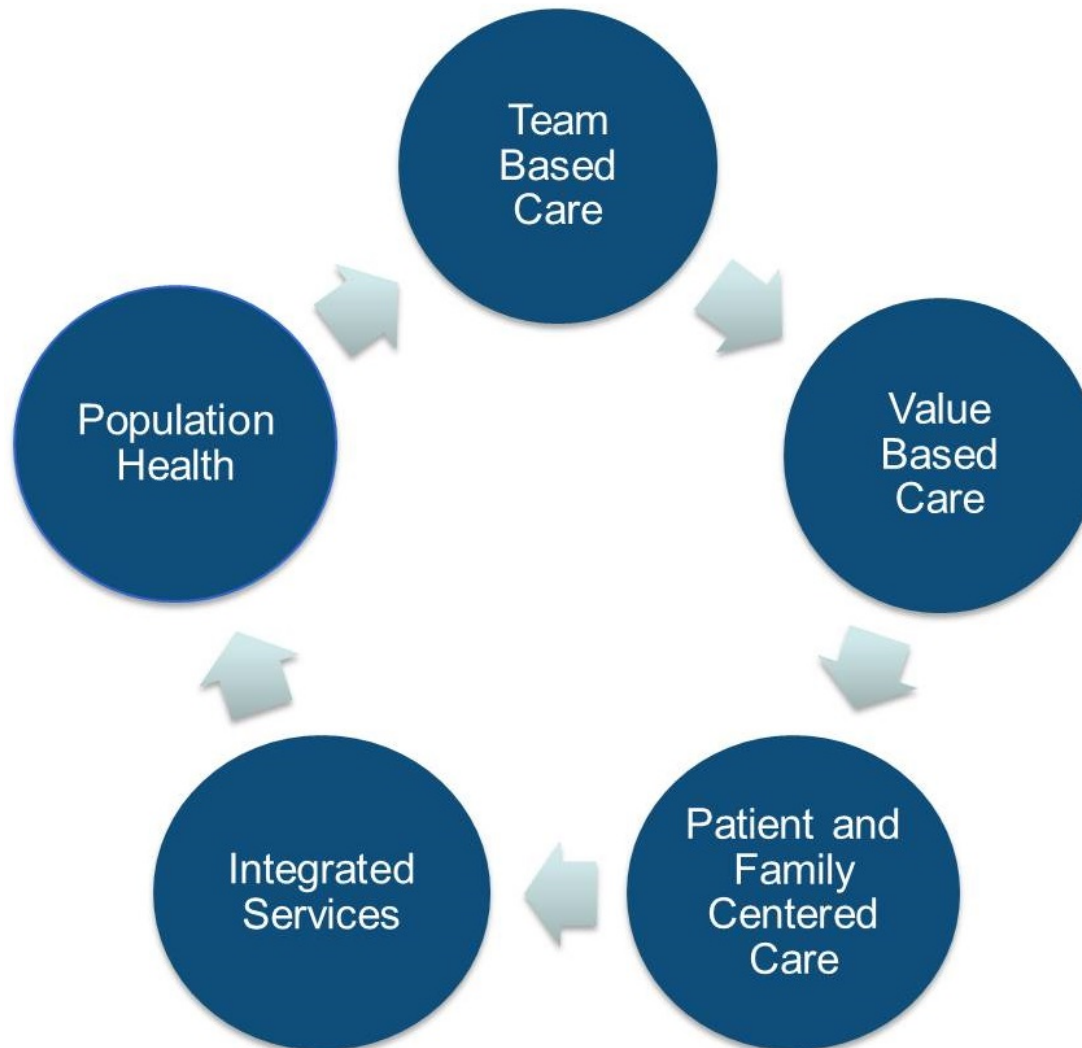 Team
Based
Care
Value
Based
Care
Patient and
Family
Centered
Care
Integrated
Services
Population
Health